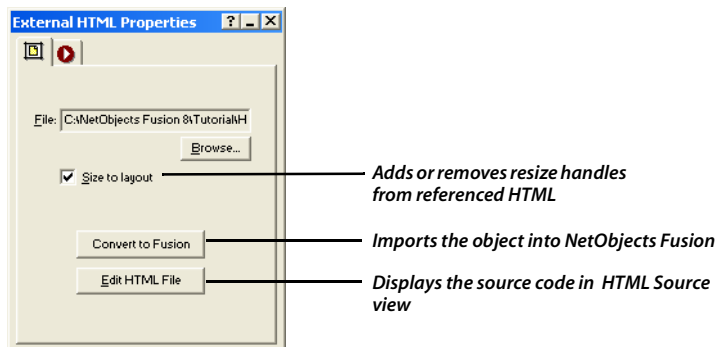 External HTML Properties
File: C:\NetObjects Fusion 8\Tutorial\H
Browse...
Size to layout
Adds or removes resize handles
from referenced HTML
Convert to Fusion
Imports the object into NetObjects Fusion
Edit HTML File
Displays the source code in HTML Source
view